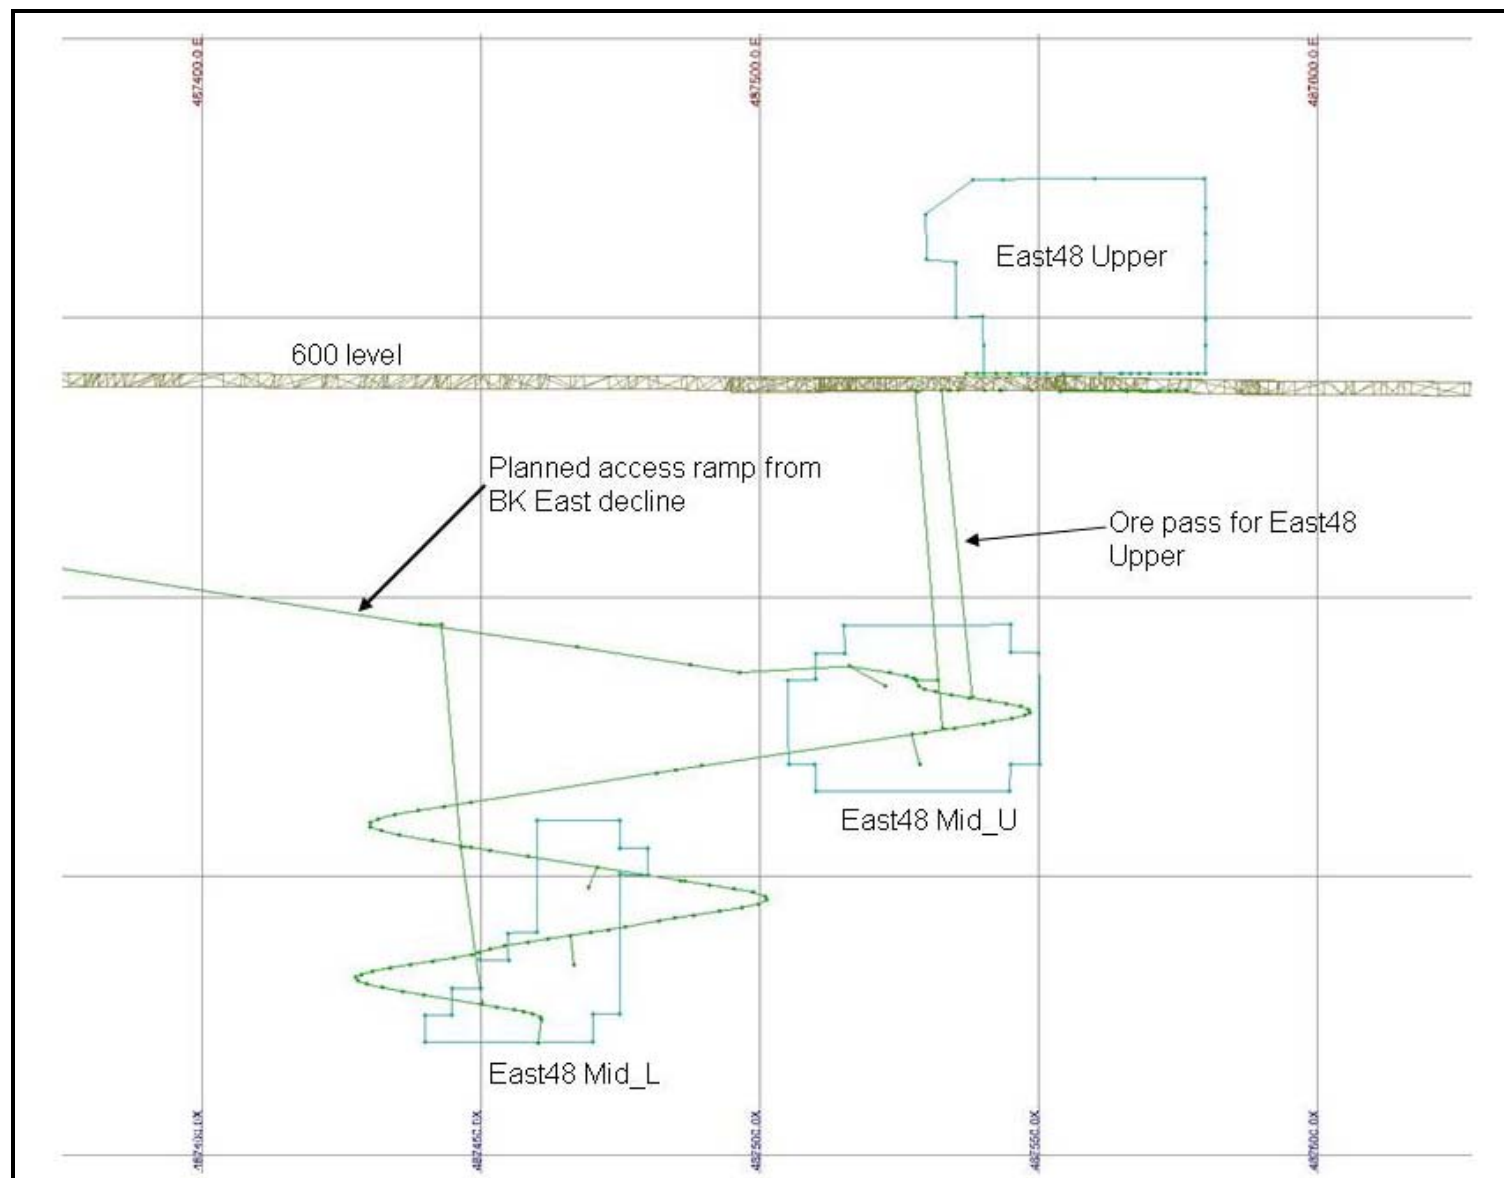 487400.0 E
487500.0 E
487600.0 E
East48 Upper
600 level
Planned access ramp from
BK East decline
Ore pass for East48
Upper
East48 Mid_U
East48 Mid_L